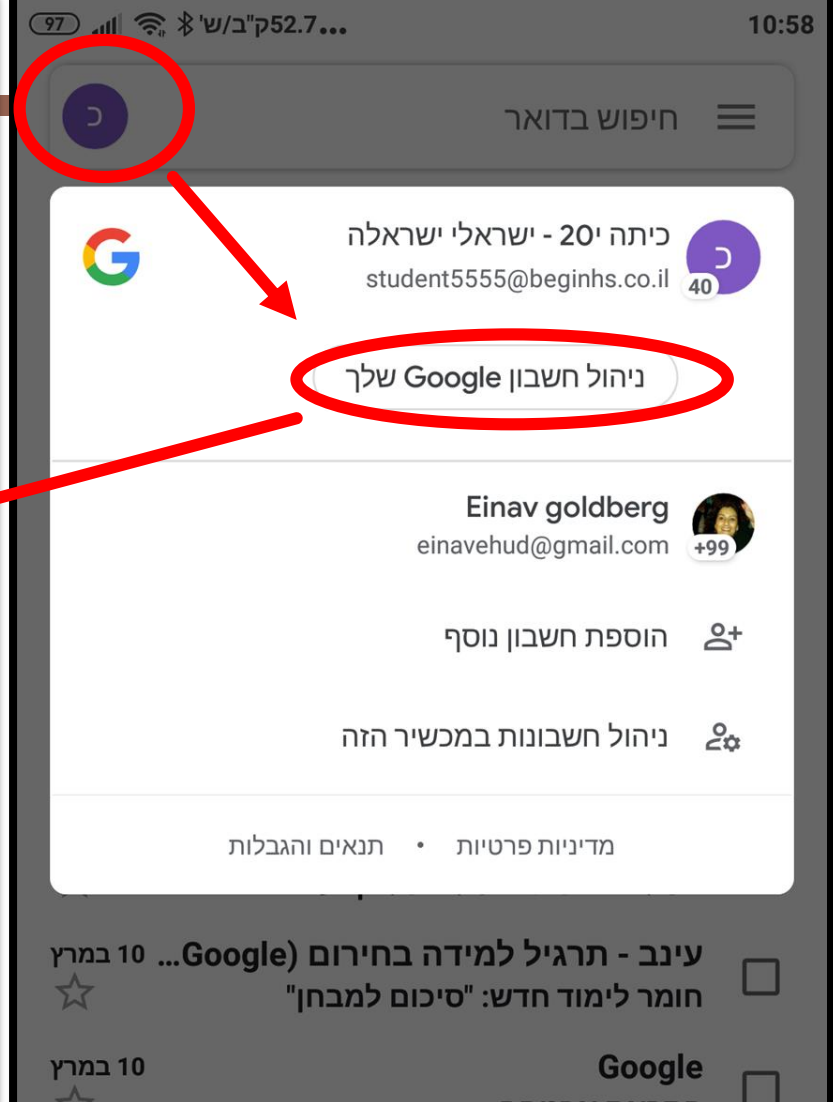 10:58 ...52.7ק"ב/ש' 97
חיפוש בדואר כ
כיתה י20 - ישראלי ישראלה
student5555@beginhs.co.il
כ
40
G
ניהול חשבון Google שלך
Einav goldberg
einavehud@gmail.com
+99
הוספת חשבון נוסף
ניהול חשבונות במכשיר הזה
מדיניות פרטיות • תנאים והגבלות
עינב - תרגיל למידה בחירום (Google... 10 במרץ
חומר לימוד חדש: "סיכום למבחן"
Google 10 במרץ